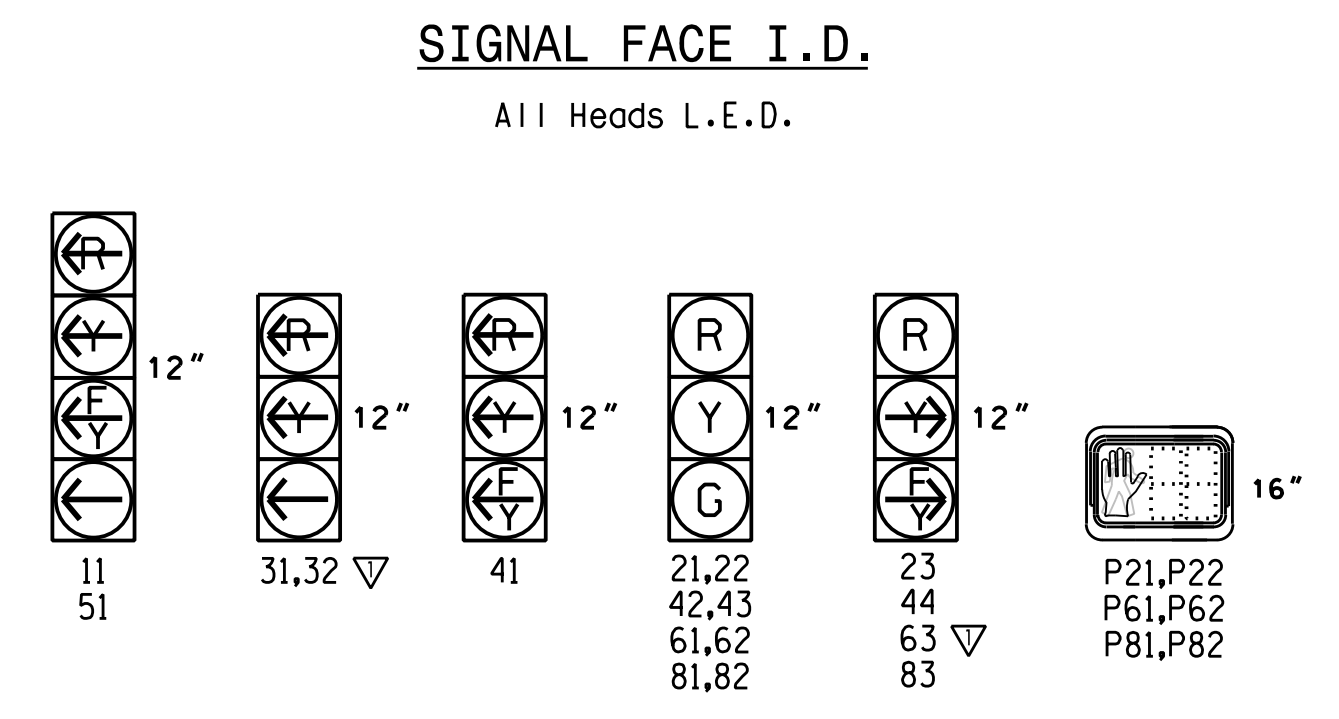 SIGNAL FACE I.D.
All Heads L.E.D.
R
Y
F
Y
12"
11
51
R
Y
12"
31,32 1
R
Y
F
Y
12"
41
R
Y
G
12"
21,22
42,43
61,62
81,82
R
Y
F
Y
12"
23
44
63 1
83
16"
P21,P22
P61,P62
P81,P82